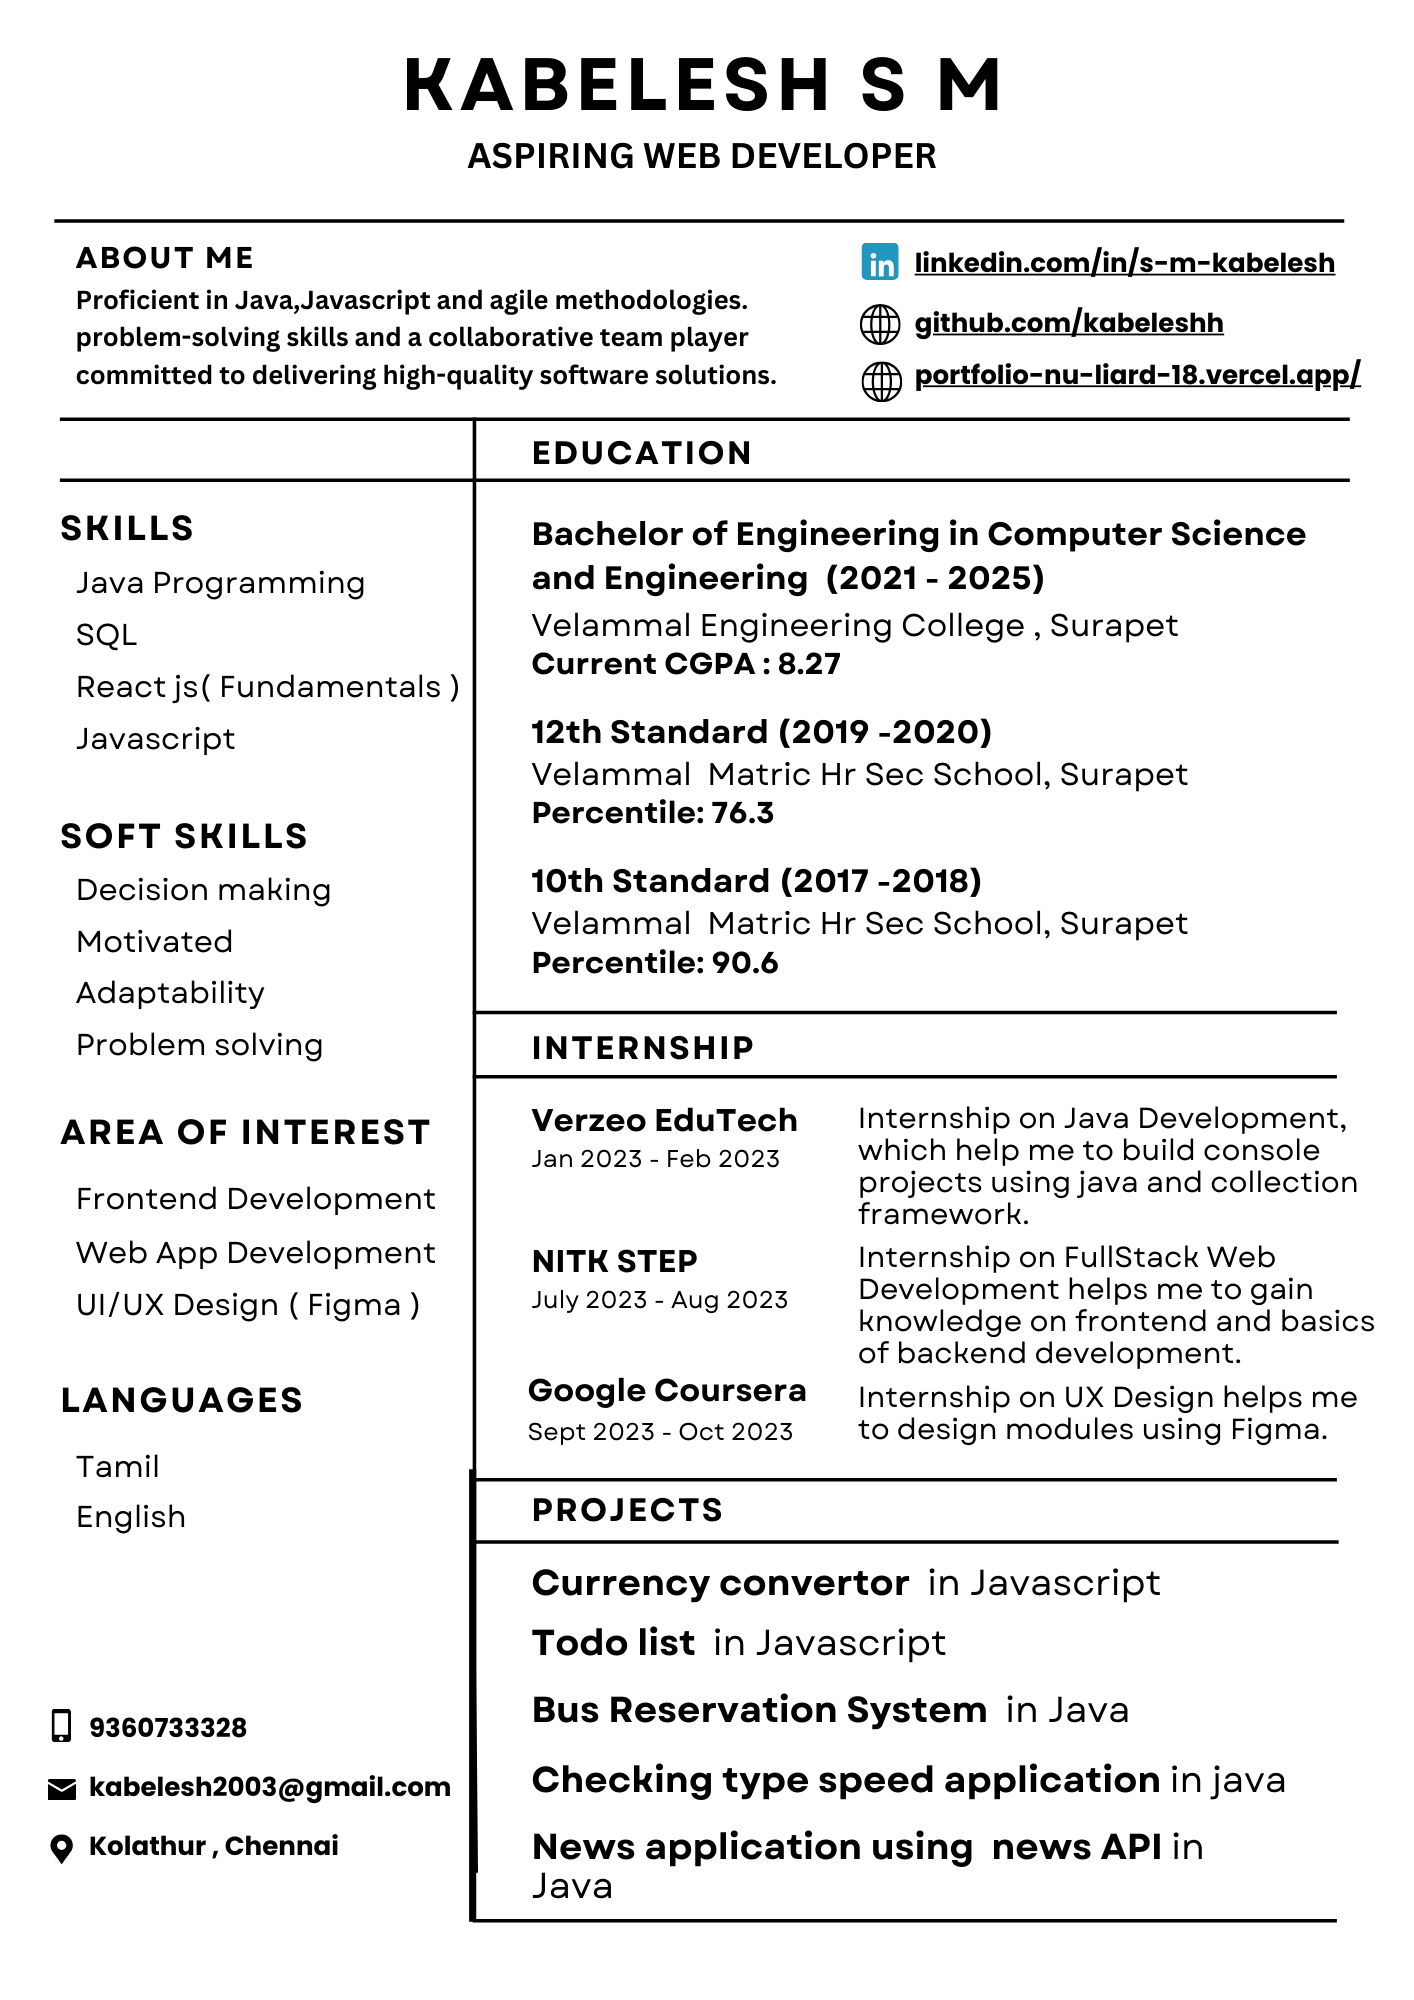 KABELESH S M
ASPIRING WEB DEVELOPER
ABOUT ME
Proficient in Java,Javascript and agile methodologies.
problem-solving skills and a collaborative team player
committed to delivering high-quality software solutions.
linkedin.com/in/s-m-kabelesh
github.com/kabeleshh
portfolio-nu-liard-18.vercel.app/
SKILLS
Java Programming
SQL
React js( Fundamentals )
Javascript
SOFT SKILLS
Decision making
Motivated
Adaptability
Problem solving
AREA OF INTEREST
Frontend Development
Web App Development
UI/UX Design ( Figma )
LANGUAGES
Tamil
English
9360733328
kabelesh2003@gmail.com
Kolathur , Chennai
EDUCATION
Bachelor of Engineering in Computer Science
and Engineering (2021 - 2025)
Velammal Engineering College , Surapet
Current CGPA : 8.27
12th Standard (2019 -2020)
Velammal Matric Hr Sec School, Surapet
Percentile: 76.3
10th Standard (2017 -2018)
Velammal Matric Hr Sec School, Surapet
Percentile: 90.6
INTERNSHIP
Verzeo EduTech
Jan 2023 - Feb 2023
Internship on Java Development,
which help me to build console
projects using java and collection
framework.
NITK STEP
July 2023 - Aug 2023
Internship on FullStack Web
Development helps me to gain
knowledge on frontend and basics
of backend development.
Google Coursera
Sept 2023 - Oct 2023
Internship on UX Design helps me
to design modules using Figma.
PROJECTS
Currency convertor in Javascript
Todo list in Javascript
Bus Reservation System in Java
Checking type speed application in java
News application using news API in
Java